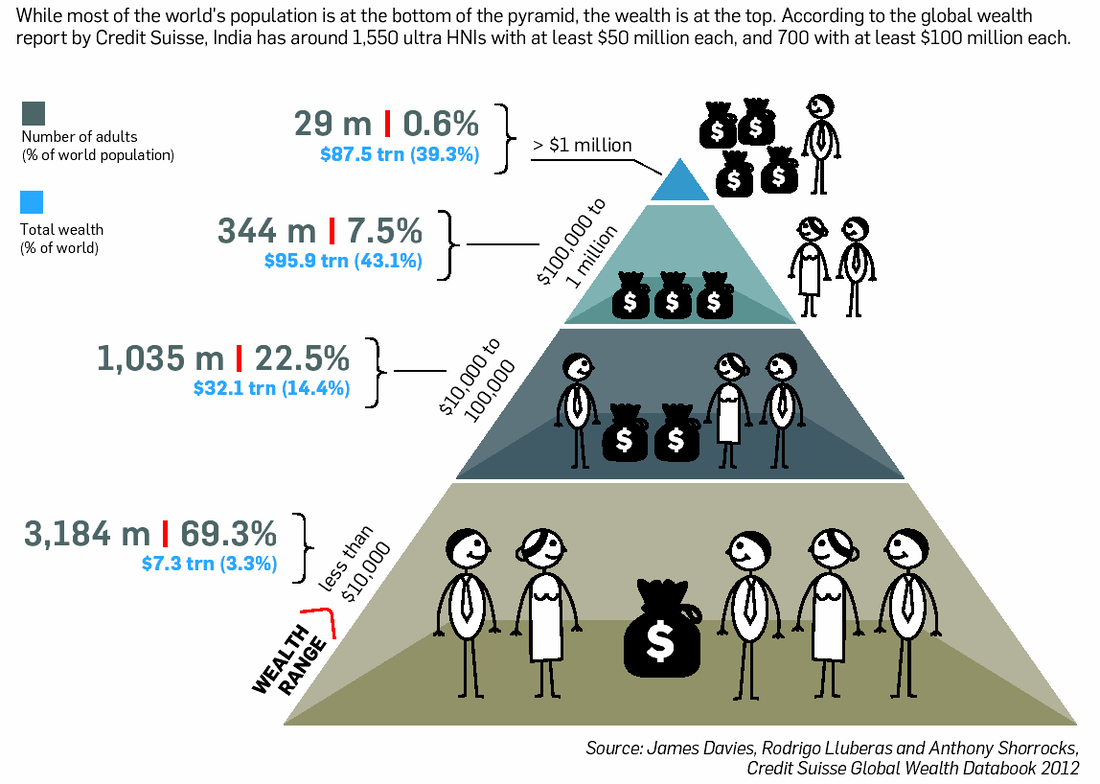 While most of the world's population is at the bottom of the pyramid, the wealth is at the top. According to the global wealth
report by Credit Suisse, India has around 1,550 ultra HNIs with at least $50 million each, and 700 with at least $100 million each.
Number of adults
(% of world population)
Total wealth
(% of world)
29 m | 0.6%
$87.5 trn (39.3%)
> $1 million
$ $
$ $
344 m | 7.5%
$95.9 trn (43.1%)
$100,000 to
1 million
$ $ $
1,035 m | 22.5%
$32.1 trn (14.4%)
$10,000 to
100,000
$ $
3,184 m | 69.3%
$7.3 trn (3.3%)
less than
$10,000
$
WEALTH
RANGE
Source: James Davies, Rodrigo Lluberas and Anthony Shorrocks,
Credit Suisse Global Wealth Databook 2012